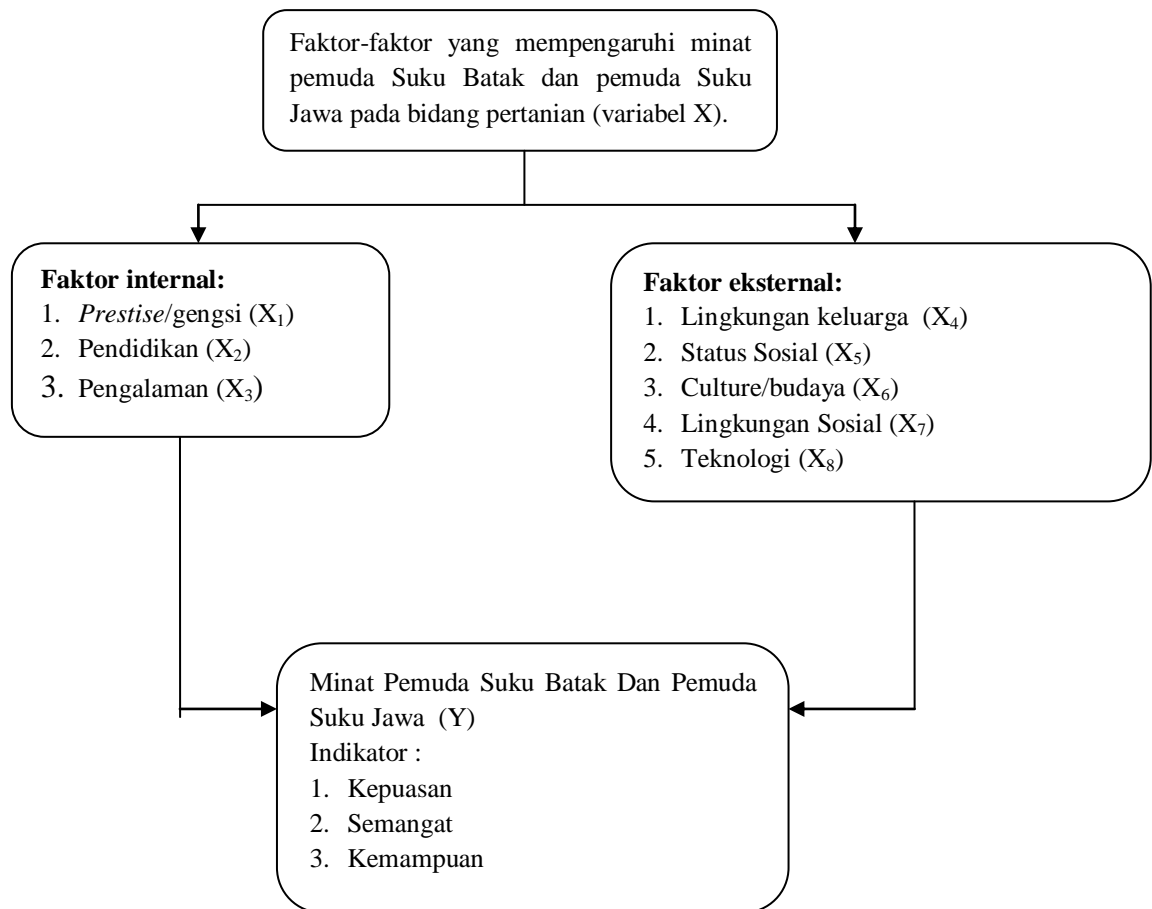 Faktor-faktor yang mempengaruhi minat
pemuda Suku Batak dan pemuda Suku
Jawa pada bidang pertanian (variabel X).
Faktor internal:
1. Prestise/gengsi (X₁)
2. Pendidikan (X₂)
3. Pengalaman (X₃)
Faktor eksternal:
1. Lingkungan keluarga (X₄)
2. Status Sosial (X₅)
3. Culture/budaya (X₆)
4. Lingkungan Sosial (X₇)
5. Teknologi (X₈)
Minat Pemuda Suku Batak Dan Pemuda
Suku Jawa (Y)
Indikator :
1. Kepuasan
2. Semangat
3. Kemampuan